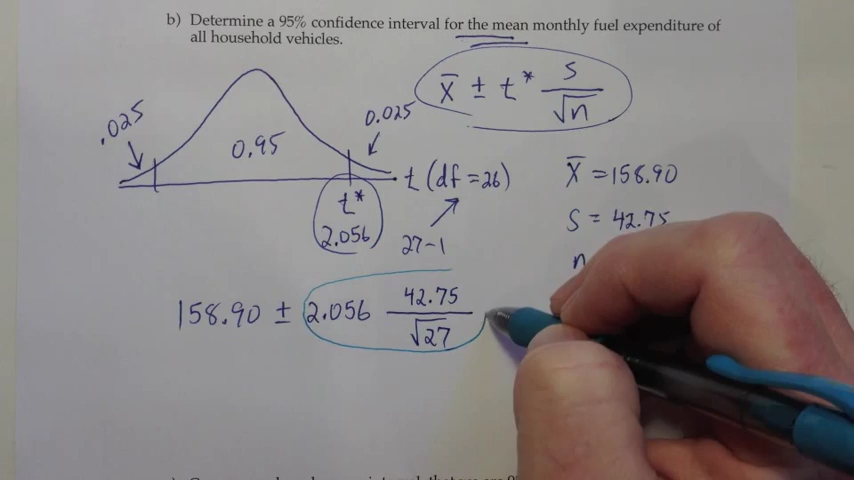 b) Determine a 95% confidence interval for the mean monthly fuel expenditure of
all household vehicles.
x̄ ± t* s/√n
.025
0.95
0.025
t (df = 26)
t*
2.056
27-1
x̄ = 158.90
s = 42.75
n
158.90 ± 2.056 42.75/√27